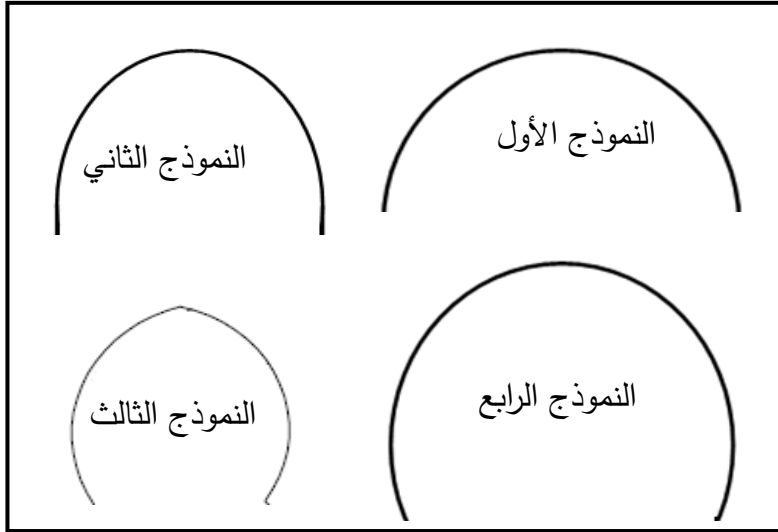 النموذج الأول
النموذج الثاني
النموذج الرابع
النموذج الثالث